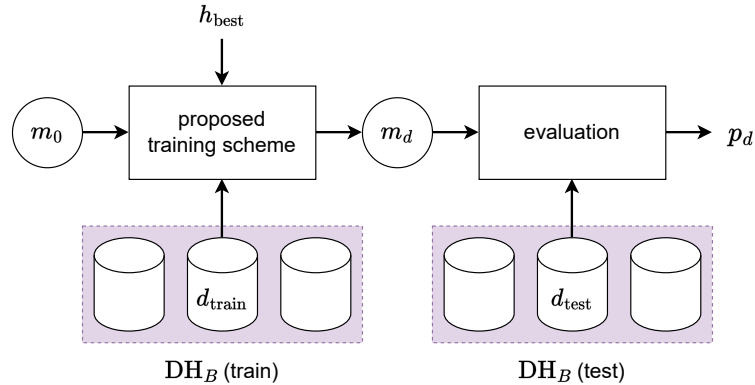 h_best
m_0
proposed
training scheme
m_d
evaluation
p_d
d_train
d_test
DH_B (train)
DH_B (test)